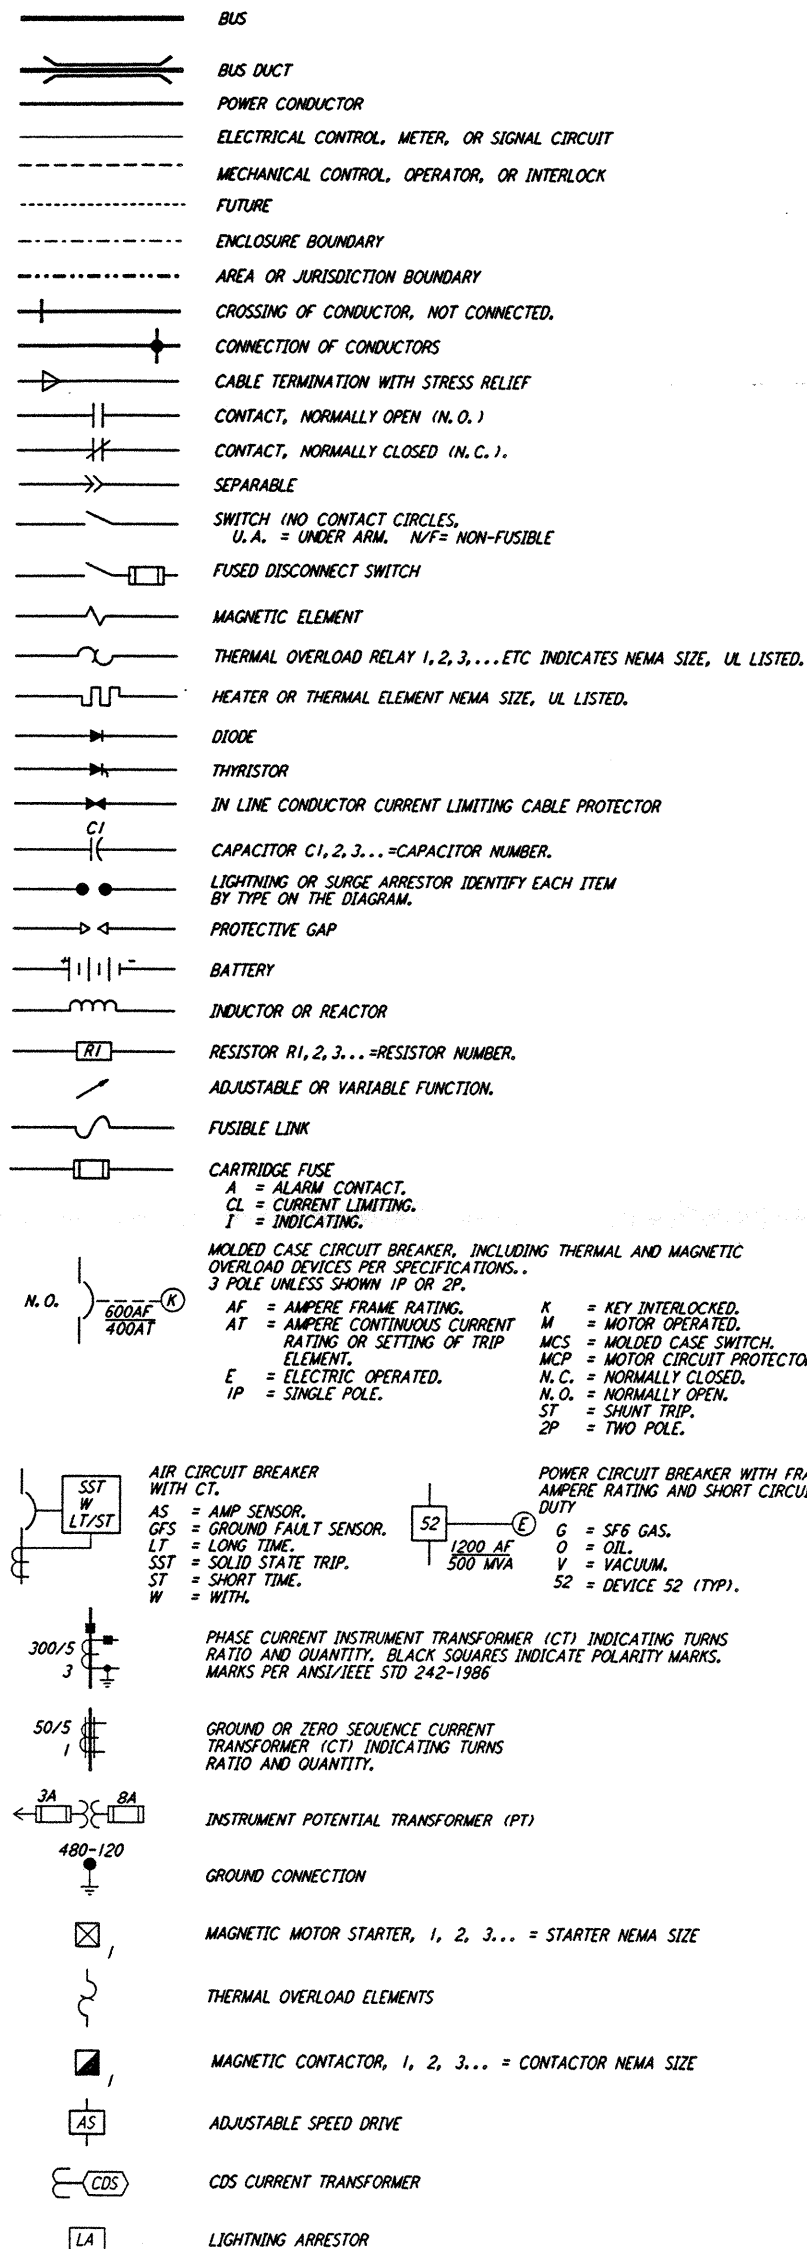 BUS
BUS DUCT
POWER CONDUCTOR
ELECTRICAL CONTROL, METER, OR SIGNAL CIRCUIT
MECHANICAL CONTROL, OPERATOR, OR INTERLOCK
FUTURE
ENCLOSURE BOUNDARY
AREA OR JURISDICTION BOUNDARY
CROSSING OF CONDUCTOR, NOT CONNECTED.
CONNECTION OF CONDUCTORS
CABLE TERMINATION WITH STRESS RELIEF
CONTACT, NORMALLY OPEN (N.O.)
CONTACT, NORMALLY CLOSED (N.C.).
SEPARABLE
SWITCH (NO CONTACT CIRCLES,
U.A. = UNDER ARM. N/F= NON-FUSIBLE
FUSED DISCONNECT SWITCH
MAGNETIC ELEMENT
THERMAL OVERLOAD RELAY 1,2,3,...ETC INDICATES NEMA SIZE, UL LISTED.
HEATER OR THERMAL ELEMENT NEMA SIZE, UL LISTED.
DIODE
THYRISTOR
IN LINE CONDUCTOR CURRENT LIMITING CABLE PROTECTOR
C1
CAPACITOR C1,2,3...=CAPACITOR NUMBER.
LIGHTNING OR SURGE ARRESTOR IDENTIFY EACH ITEM
BY TYPE ON THE DIAGRAM.
PROTECTIVE GAP
+ -
BATTERY
INDUCTOR OR REACTOR
R1
RESISTOR R1,2,3...=RESISTOR NUMBER.
ADJUSTABLE OR VARIABLE FUNCTION.
FUSIBLE LINK
CARTRIDGE FUSE
A = ALARM CONTACT.
CL = CURRENT LIMITING.
I = INDICATING.
MOLDED CASE CIRCUIT BREAKER, INCLUDING THERMAL AND MAGNETIC
OVERLOAD DEVICES PER SPECIFICATIONS..
3 POLE UNLESS SHOWN 1P OR 2P.
N.O.
K
600AF
400AT
AF = AMPERE FRAME RATING.
AT = AMPERE CONTINUOUS CURRENT
RATING OR SETTING OF TRIP
ELEMENT.
E = ELECTRIC OPERATED.
1P = SINGLE POLE.
K = KEY INTERLOCKED.
M = MOTOR OPERATED.
MCS = MOLDED CASE SWITCH.
MCP = MOTOR CIRCUIT PROTECTOR
N.C. = NORMALLY CLOSED.
N.O. = NORMALLY OPEN.
ST = SHUNT TRIP.
2P = TWO POLE.
SST
W
LT/ST
AIR CIRCUIT BREAKER
WITH CT.
AS = AMP SENSOR.
GFS = GROUND FAULT SENSOR.
LT = LONG TIME.
SST = SOLID STATE TRIP.
ST = SHORT TIME.
W = WITH.
52
E
1200 AF
500 MVA
POWER CIRCUIT BREAKER WITH FRA
AMPERE RATING AND SHORT CIRCUI
DUTY
G = SF6 GAS.
O = OIL.
V = VACUUM.
52 = DEVICE 52 (TYP).
300/5
3
PHASE CURRENT INSTRUMENT TRANSFORMER (CT) INDICATING TURNS
RATIO AND QUANTITY. BLACK SQUARES INDICATE POLARITY MARKS.
MARKS PER ANSI/IEEE STD 242-1986
50/5
1
GROUND OR ZERO SEQUENCE CURRENT
TRANSFORMER (CT) INDICATING TURNS
RATIO AND QUANTITY.
3A 8A
INSTRUMENT POTENTIAL TRANSFORMER (PT)
480-120
GROUND CONNECTION
1
MAGNETIC MOTOR STARTER, 1, 2, 3... = STARTER NEMA SIZE
THERMAL OVERLOAD ELEMENTS
1
MAGNETIC CONTACTOR, 1, 2, 3... = CONTACTOR NEMA SIZE
AS
ADJUSTABLE SPEED DRIVE
CDS
CDS CURRENT TRANSFORMER
LA
LIGHTNING ARRESTOR